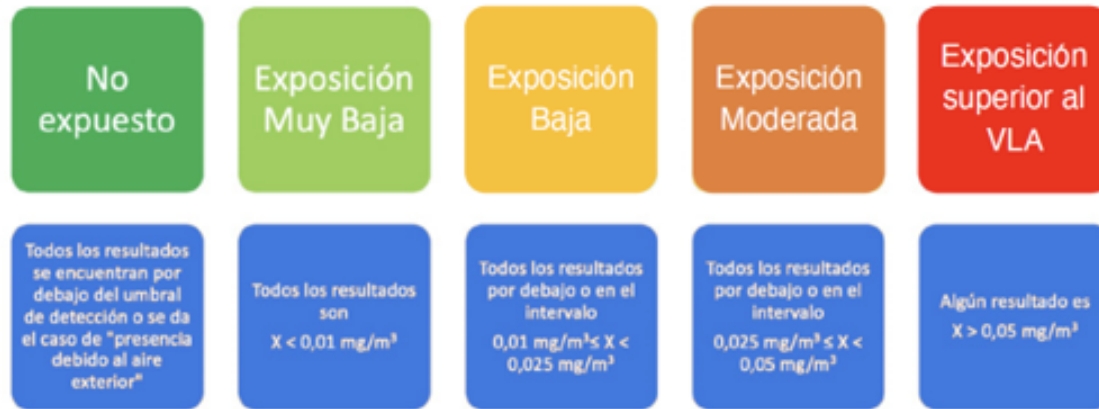 No
expuesto
Exposición
Muy Baja
Exposición
Baja
Exposición
Moderada
Exposición
superior al
VLA
Todos los resultados
se encuentran por
debajo del umbral
de detección o se da
el caso de "presencia
debido al aire
exterior"
Todos los resultados
son
X < 0,01 mg/m³
Todos los resultados
por debajo o en el
intervalo
0,01 mg/m³≤ X <
0,025 mg/m³
Todos los resultados
por debajo o en el
intervalo
0,025 mg/m³ ≤ X <
0,05 mg/m³
Algún resultado es
X > 0,05 mg/m³